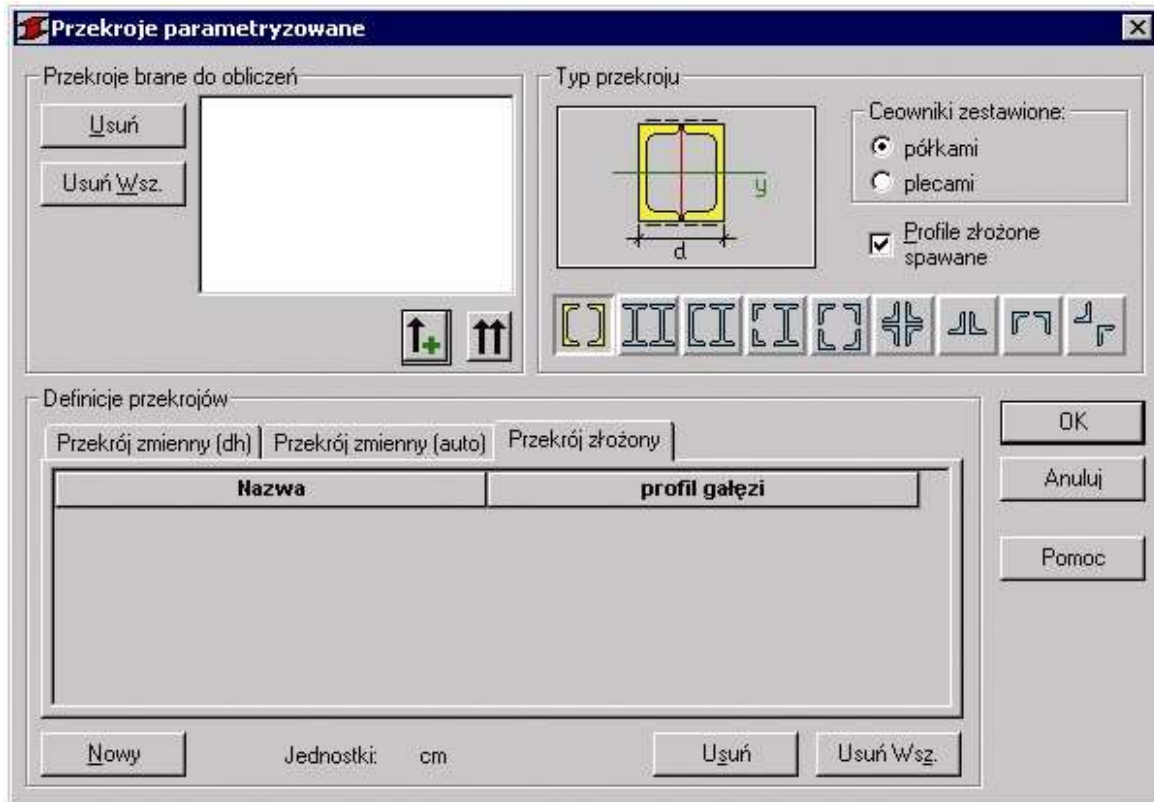 Przekroje parametryzowane
Przekroje brane do obliczeń
Usuń
Usuń Wsz.
Typ przekroju
y
d
Ceowniki zestawione:
półkami
plecami
Profile złożone
spawane
Definicje przekrojów
Przekrój zmienny (dh)
Przekrój zmienny (auto)
Przekrój złożony
Nazwa
profil gałęzi
Nowy
Jednostki:
cm
Usuń
Usuń Wsz.
OK
Anuluj
Pomoc